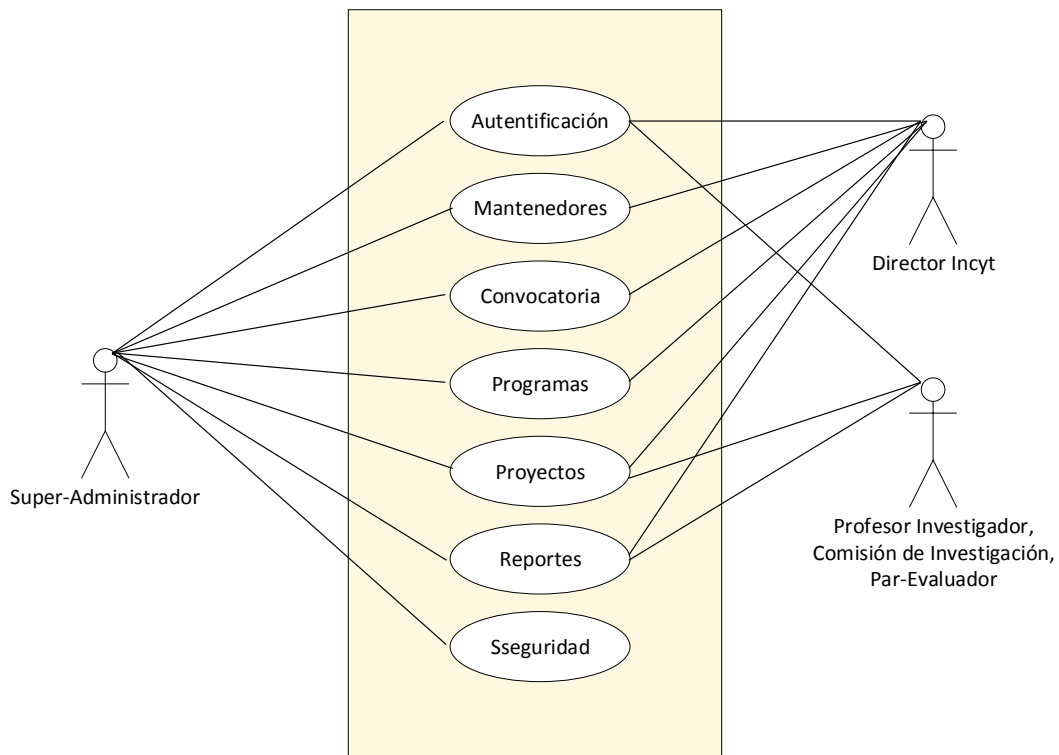 Autentificación
Mantenedores
Convocatoria
Programas
Proyectos
Reportes
Sseguridad
Super-Administrador
Director Incyt
Profesor Investigador,
Comisión de Investigación,
Par-Evaluador